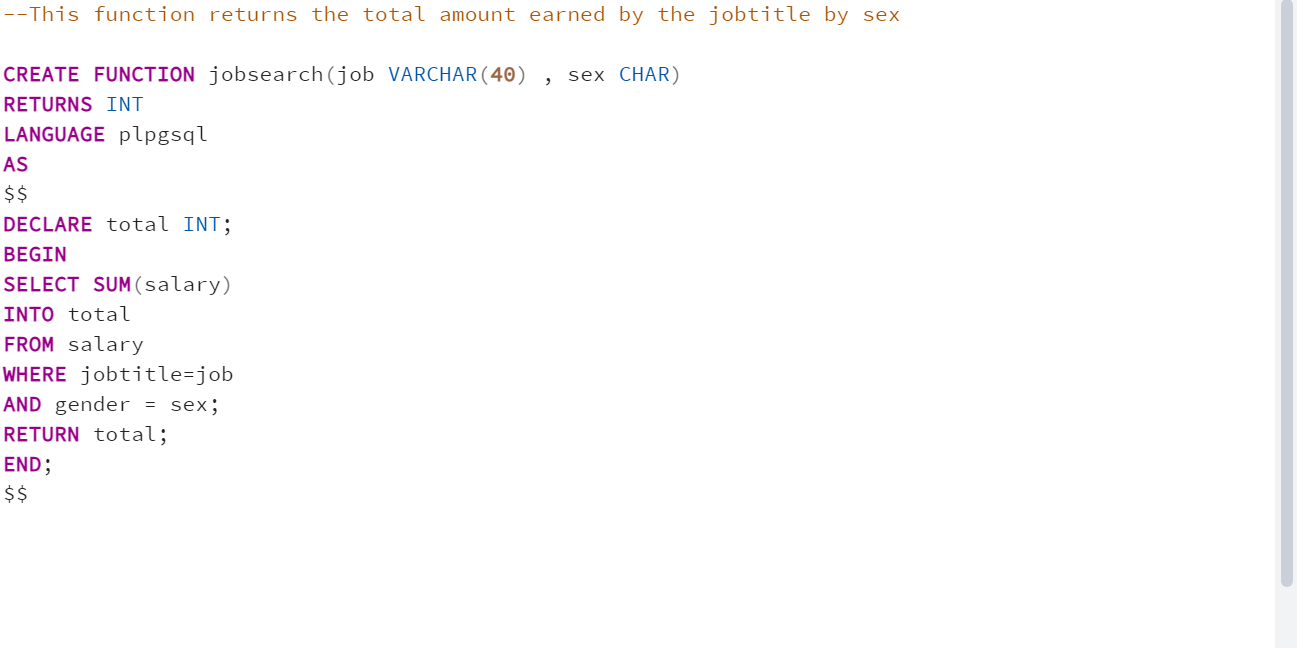 --This function returns the total amount earned by the jobtitle by sex
CREATE FUNCTION jobsearch(job VARCHAR(40) , sex CHAR)
RETURNS INT
LANGUAGE plpgsql
AS
$$
DECLARE total INT;
BEGIN
SELECT SUM(salary)
INTO total
FROM salary
WHERE jobtitle=job
AND gender = sex;
RETURN total;
END;
$$